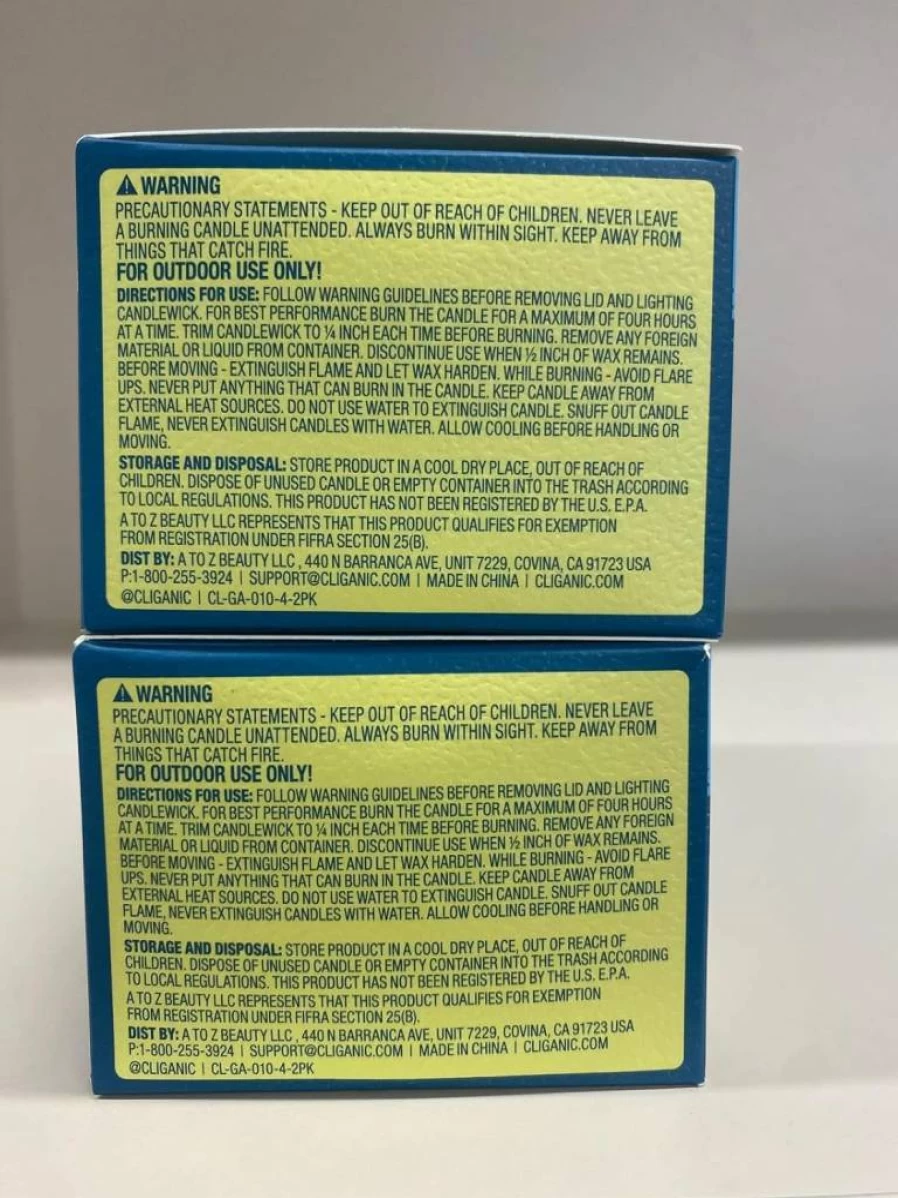 ⚠ WARNING
PRECAUTIONARY STATEMENTS - KEEP OUT OF REACH OF CHILDREN. NEVER LEAVE
A BURNING CANDLE UNATTENDED. ALWAYS BURN WITHIN SIGHT. KEEP AWAY FROM
THINGS THAT CATCH FIRE.
FOR OUTDOOR USE ONLY!
DIRECTIONS FOR USE: FOLLOW WARNING GUIDELINES BEFORE REMOVING LID AND LIGHTING
CANDLEWICK. FOR BEST PERFORMANCE BURN THE CANDLE FOR A MAXIMUM OF FOUR HOURS
AT A TIME. TRIM CANDLEWICK TO ¼ INCH EACH TIME BEFORE BURNING. REMOVE ANY FOREIGN
MATERIAL OR LIQUID FROM CONTAINER. DISCONTINUE USE WHEN ½ INCH OF WAX REMAINS.
BEFORE MOVING - EXTINGUISH FLAME AND LET WAX HARDEN. WHILE BURNING - AVOID FLARE
UPS. NEVER PUT ANYTHING THAT CAN BURN IN THE CANDLE. KEEP CANDLE AWAY FROM
EXTERNAL HEAT SOURCES. DO NOT USE WATER TO EXTINGUISH CANDLE. SNUFF OUT CANDLE
FLAME, NEVER EXTINGUISH CANDLES WITH WATER. ALLOW COOLING BEFORE HANDLING OR
MOVING.
STORAGE AND DISPOSAL: STORE PRODUCT IN A COOL DRY PLACE, OUT OF REACH OF
CHILDREN. DISPOSE OF UNUSED CANDLE OR EMPTY CONTAINER INTO THE TRASH ACCORDING
TO LOCAL REGULATIONS. THIS PRODUCT HAS NOT BEEN REGISTERED BY THE U.S. E.P.A.
A TO Z BEAUTY LLC REPRESENTS THAT THIS PRODUCT QUALIFIES FOR EXEMPTION
FROM REGISTRATION UNDER FIFRA SECTION 25(B).
DIST BY: A TO Z BEAUTY LLC , 440 N BARRANCA AVE, UNIT 7229, COVINA, CA 91723 USA
P:1-800-255-3924 | SUPPORT@CLIGANIC.COM | MADE IN CHINA | CLIGANIC.COM
@CLIGANIC | CL-GA-010-4-2PK
⚠ WARNING
PRECAUTIONARY STATEMENTS - KEEP OUT OF REACH OF CHILDREN. NEVER LEAVE
A BURNING CANDLE UNATTENDED. ALWAYS BURN WITHIN SIGHT. KEEP AWAY FROM
THINGS THAT CATCH FIRE.
FOR OUTDOOR USE ONLY!
DIRECTIONS FOR USE: FOLLOW WARNING GUIDELINES BEFORE REMOVING LID AND LIGHTING
CANDLEWICK. FOR BEST PERFORMANCE BURN THE CANDLE FOR A MAXIMUM OF FOUR HOURS
AT A TIME. TRIM CANDLEWICK TO ¼ INCH EACH TIME BEFORE BURNING. REMOVE ANY FOREIGN
MATERIAL OR LIQUID FROM CONTAINER. DISCONTINUE USE WHEN ½ INCH OF WAX REMAINS.
BEFORE MOVING - EXTINGUISH FLAME AND LET WAX HARDEN. WHILE BURNING - AVOID FLARE
UPS. NEVER PUT ANYTHING THAT CAN BURN IN THE CANDLE. KEEP CANDLE AWAY FROM
EXTERNAL HEAT SOURCES. DO NOT USE WATER TO EXTINGUISH CANDLE. SNUFF OUT CANDLE
FLAME, NEVER EXTINGUISH CANDLES WITH WATER. ALLOW COOLING BEFORE HANDLING OR
MOVING.
STORAGE AND DISPOSAL: STORE PRODUCT IN A COOL DRY PLACE, OUT OF REACH OF
CHILDREN. DISPOSE OF UNUSED CANDLE OR EMPTY CONTAINER INTO THE TRASH ACCORDING
TO LOCAL REGULATIONS. THIS PRODUCT HAS NOT BEEN REGISTERED BY THE U.S. E.P.A.
A TO Z BEAUTY LLC REPRESENTS THAT THIS PRODUCT QUALIFIES FOR EXEMPTION
FROM REGISTRATION UNDER FIFRA SECTION 25(B).
DIST BY: A TO Z BEAUTY LLC , 440 N BARRANCA AVE, UNIT 7229, COVINA, CA 91723 USA
P:1-800-255-3924 | SUPPORT@CLIGANIC.COM | MADE IN CHINA | CLIGANIC.COM
@CLIGANIC | CL-GA-010-4-2PK